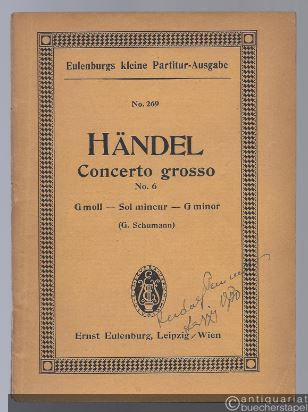 Eulenburgs kleine Partitur-Ausgabe
No. 269
HÄNDEL
Concerto grosso
No. 6
G moll — Sol mineur — G minor
(G. Schumann)
1930
Ernst Eulenburg, Leipzig/Wien
antiquariat
buecherstapel